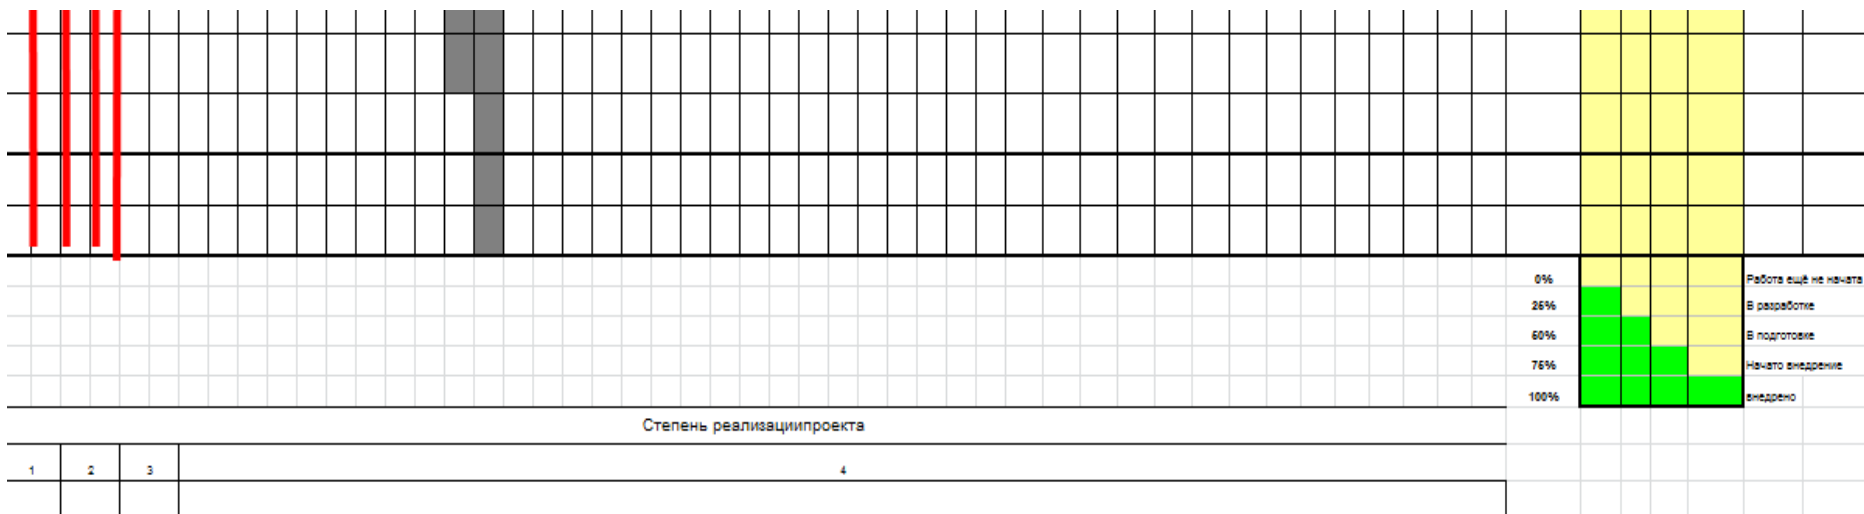 0% Работа ещё не начата
25% В разработке
50% В подготовке
75% Начато внедрение
100% внедрено
Степень реализациипроекта
1 2 3 4